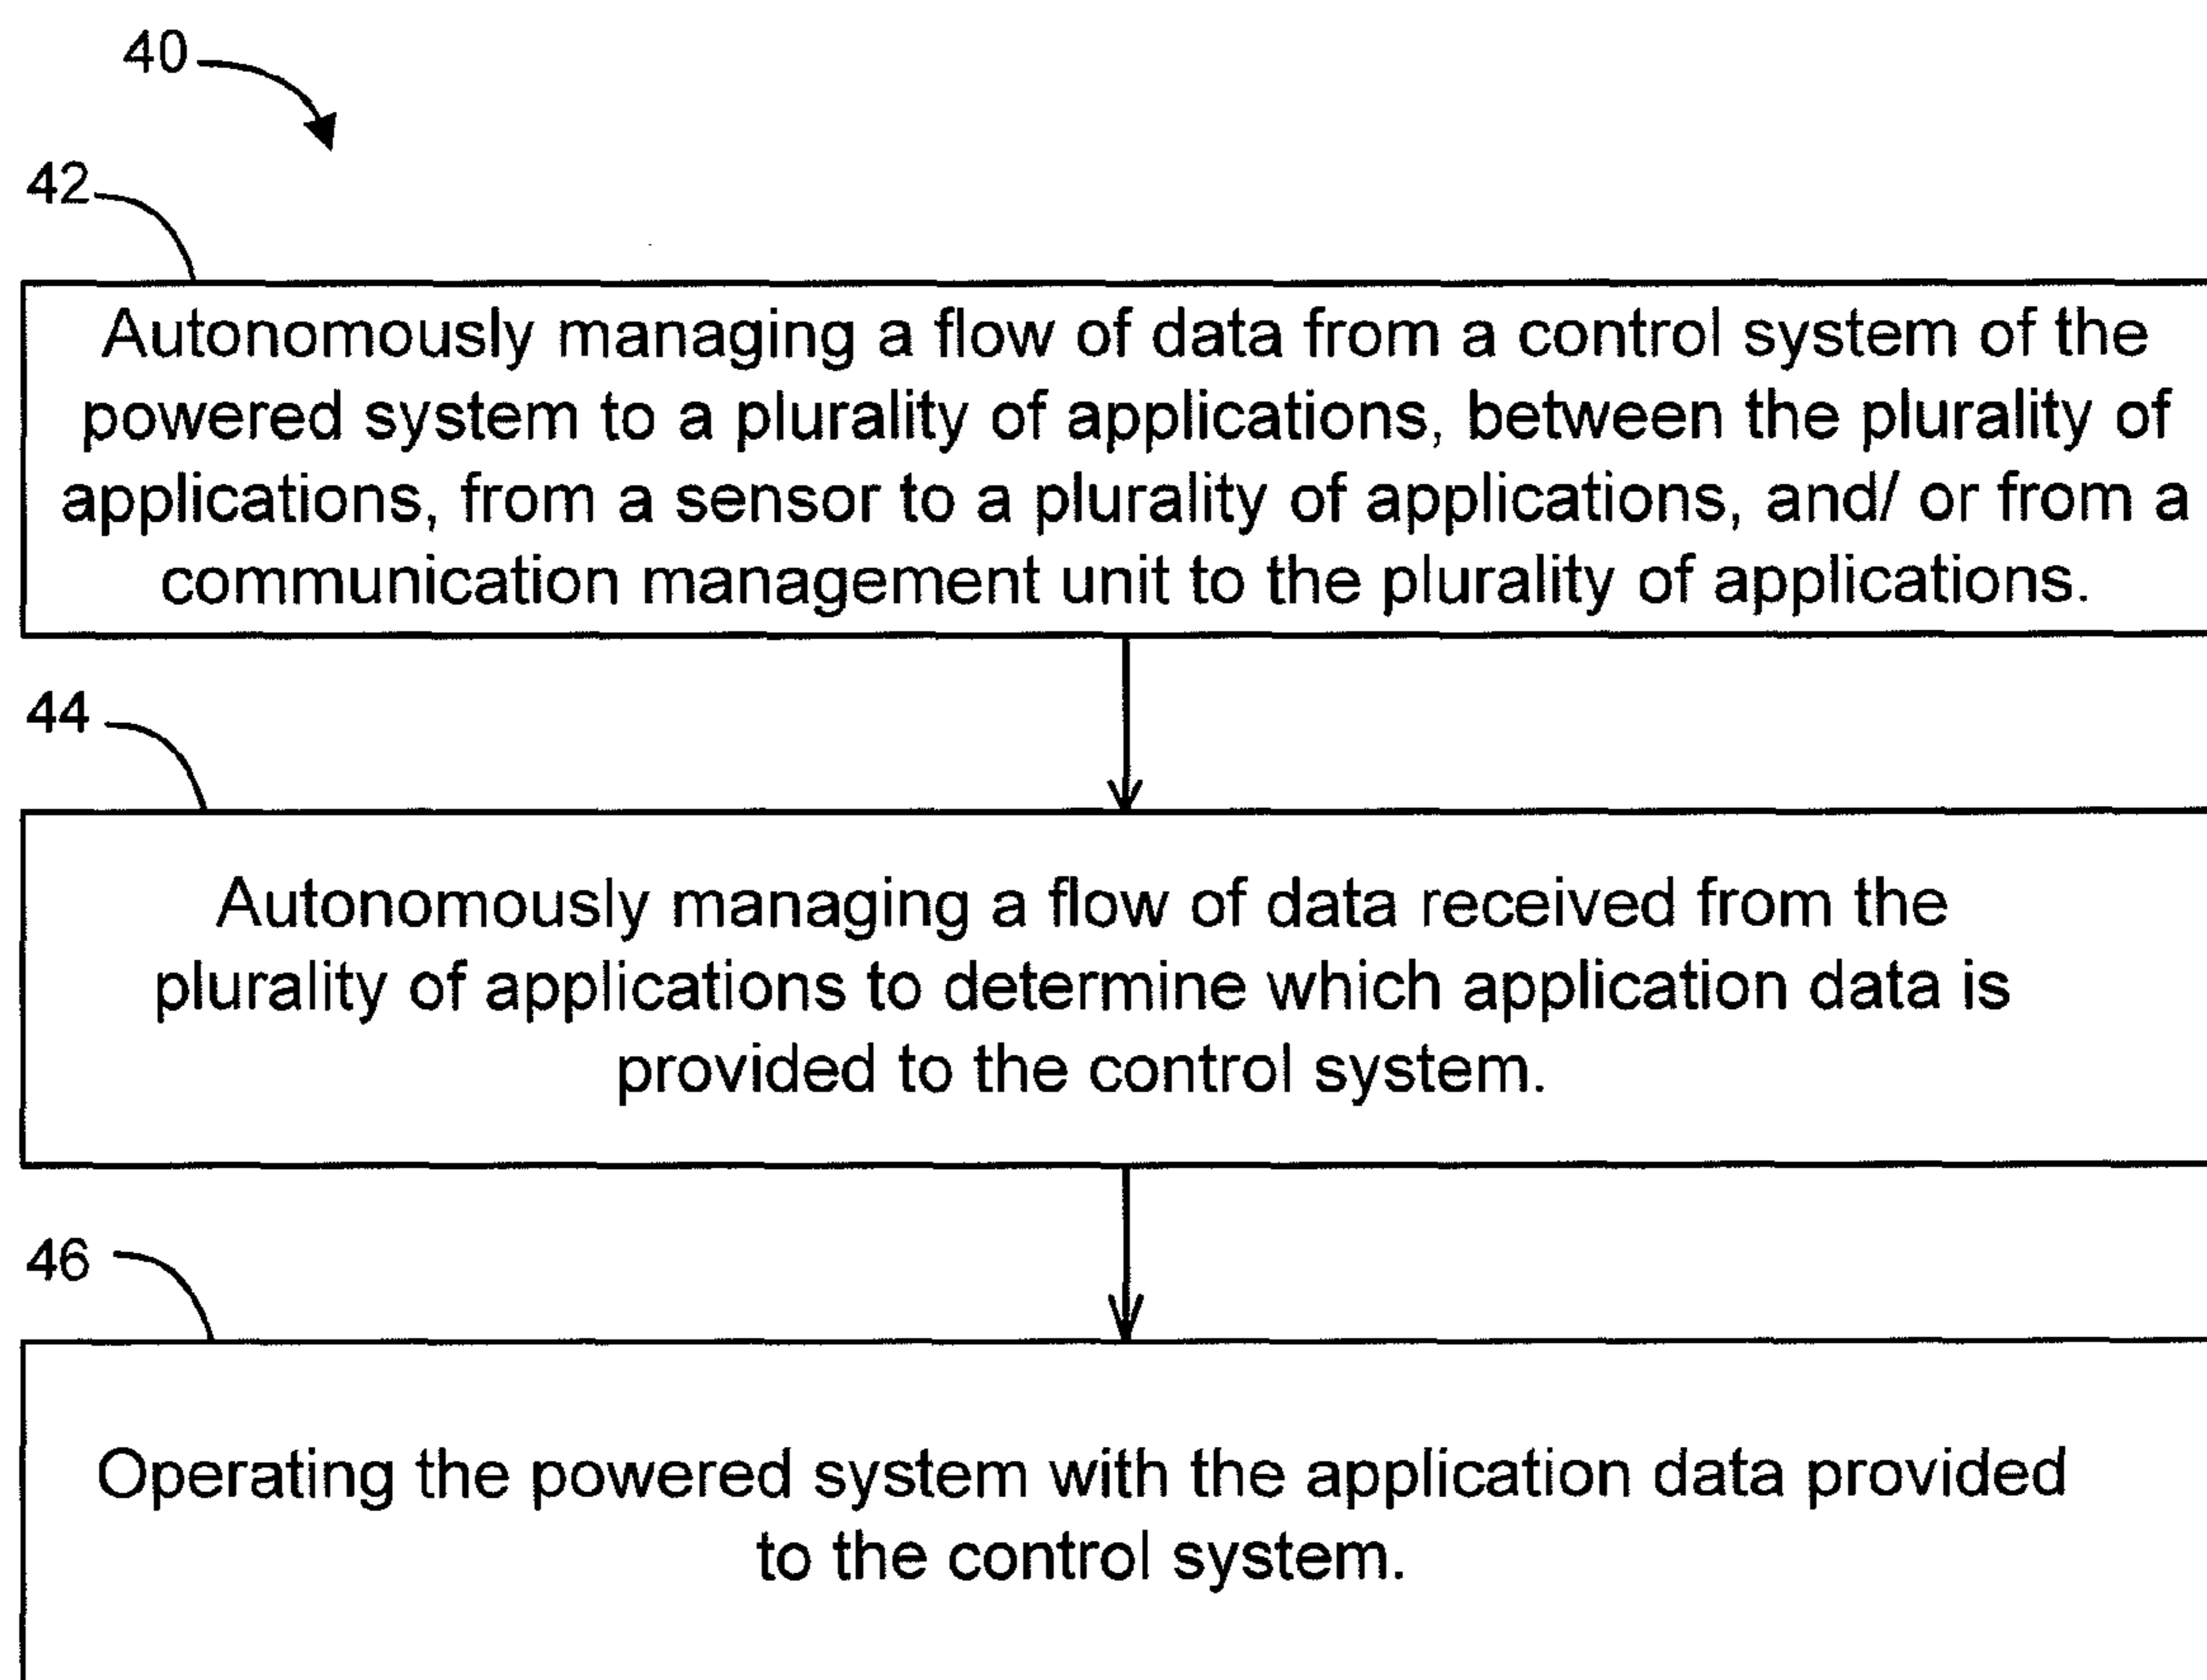 40
42
Autonomously managing a flow of data from a control system of the
powered system to a plurality of applications, between the plurality of
applications, from a sensor to a plurality of applications, and/ or from a
communication management unit to the plurality of applications.
44
Autonomously managing a flow of data received from the
plurality of applications to determine which application data is
provided to the control system.
46
Operating the powered system with the application data provided
to the control system.